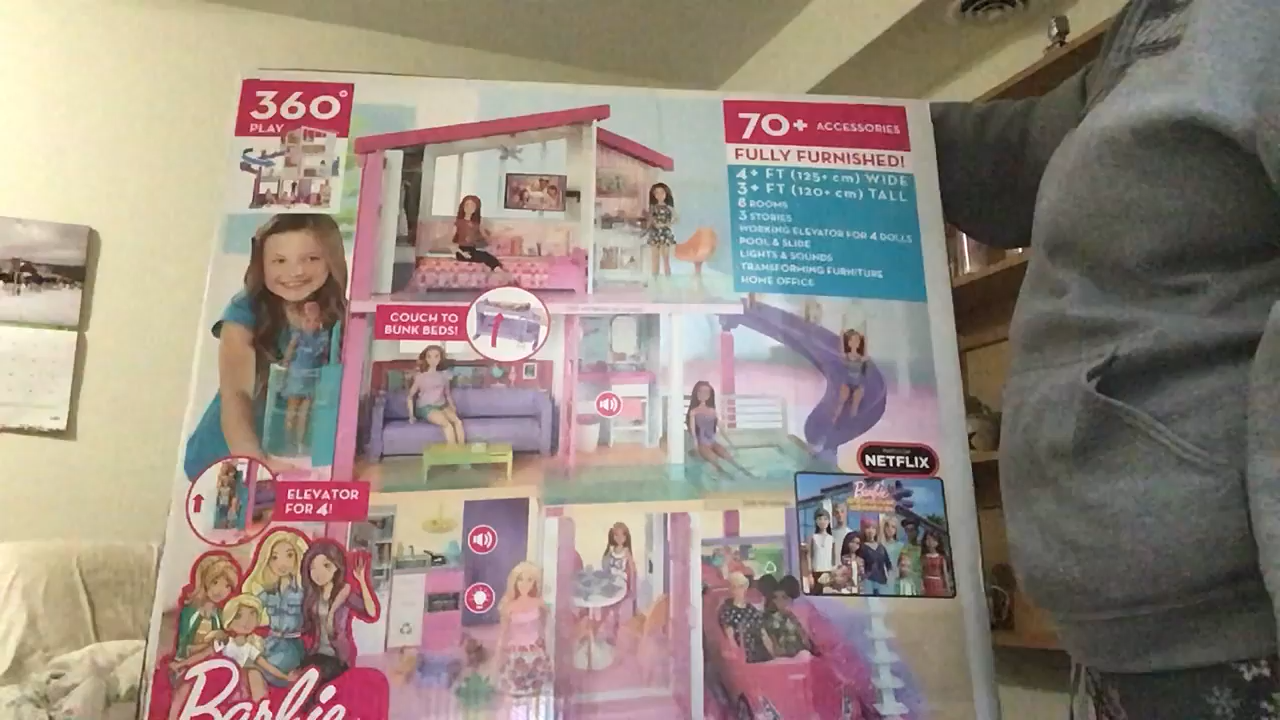 360°
PLAY
70+ ACCESSORIES
FULLY FURNISHED!
4+ FT (125+ cm) WIDE
3+ FT (120+ cm) TALL
8 ROOMS
3 STORIES
WORKING ELEVATOR FOR 4 DOLLS
POOL & SLIDE
LIGHTS & SOUNDS
TRANSFORMING FURNITURE
HOME OFFICE
COUCH TO
BUNK BEDS!
NETFLIX
Barbie
ELEVATOR
FOR 4!
Barbie